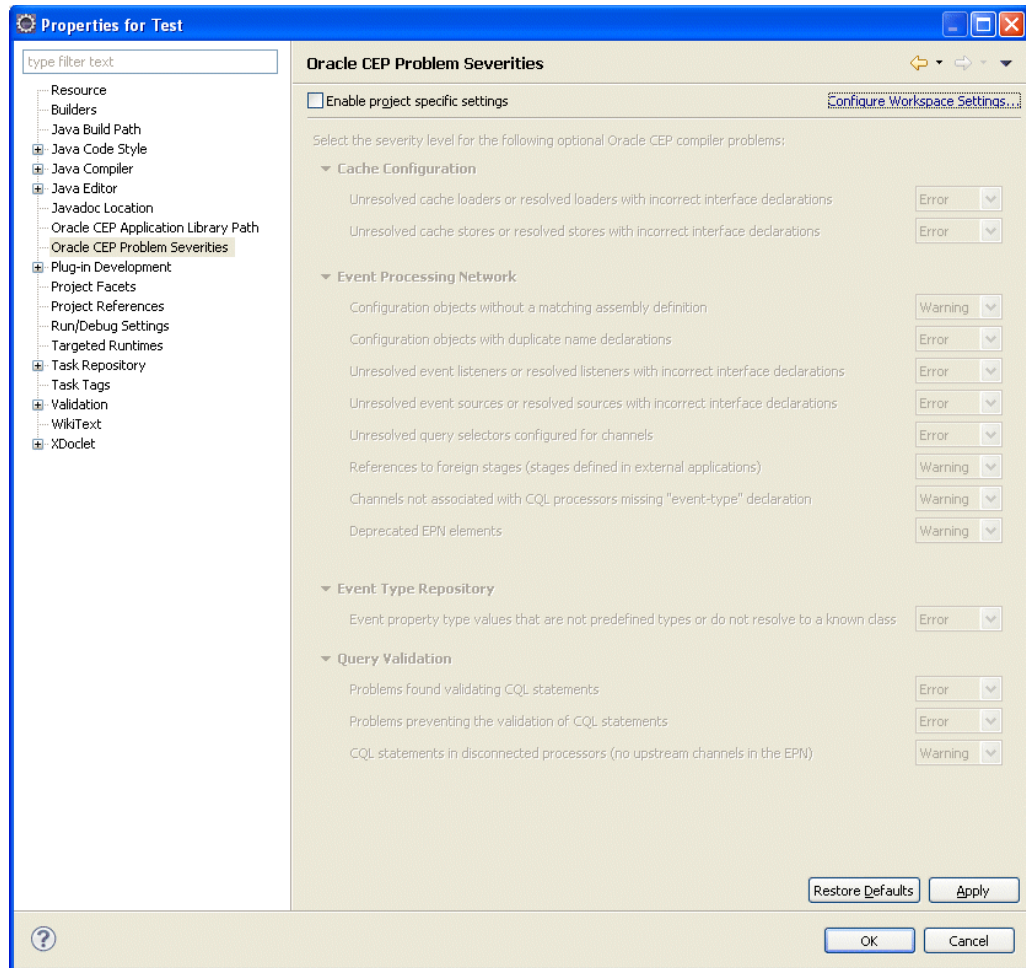 Properties for Test
type filter text
Resource
Builders
Java Build Path
Java Code Style
Java Compiler
Java Editor
Javadoc Location
Oracle CEP Application Library Path
Oracle CEP Problem Severities
Plug-in Development
Project Facets
Project References
Run/Debug Settings
Targeted Runtimes
Task Repository
Task Tags
Validation
WikiText
XDoclet
Oracle CEP Problem Severities
Enable project specific settings
Configure Workspace Settings...
Select the severity level for the following optional Oracle CEP compiler problems:
Cache Configuration
Unresolved cache loaders or resolved loaders with incorrect interface declarations Error
Unresolved cache stores or resolved stores with incorrect interface declarations Error
Event Processing Network
Configuration objects without a matching assembly definition Warning
Configuration objects with duplicate name declarations Error
Unresolved event listeners or resolved listeners with incorrect interface declarations Error
Unresolved event sources or resolved sources with incorrect interface declarations Error
Unresolved query selectors configured for channels Error
References to foreign stages (stages defined in external applications) Warning
Channels not associated with CQL processors missing "event-type" declaration Warning
Deprecated EPN elements Warning
Event Type Repository
Event property type values that are not predefined types or do not resolve to a known class Error
Query Validation
Problems found validating CQL statements Error
Problems preventing the validation of CQL statements Error
CQL statements in disconnected processors (no upstream channels in the EPN) Warning
Restore Defaults Apply
? OK Cancel